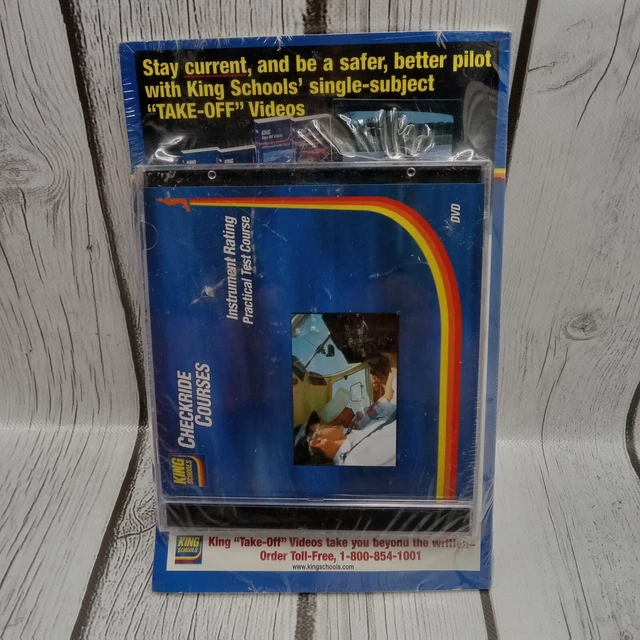 Stay current, and be a safer, better pilot
with King Schools' single-subject
"TAKE-OFF" Videos
KING
DVD
Instrument Rating
Practical Test Course
CHECKRIDE
COURSES
KING
SCHOOLS
KING
SCHOOLS
King "Take-Off" Videos take you beyond the written
Order Toll-Free, 1-800-854-1001
www.kingschools.com